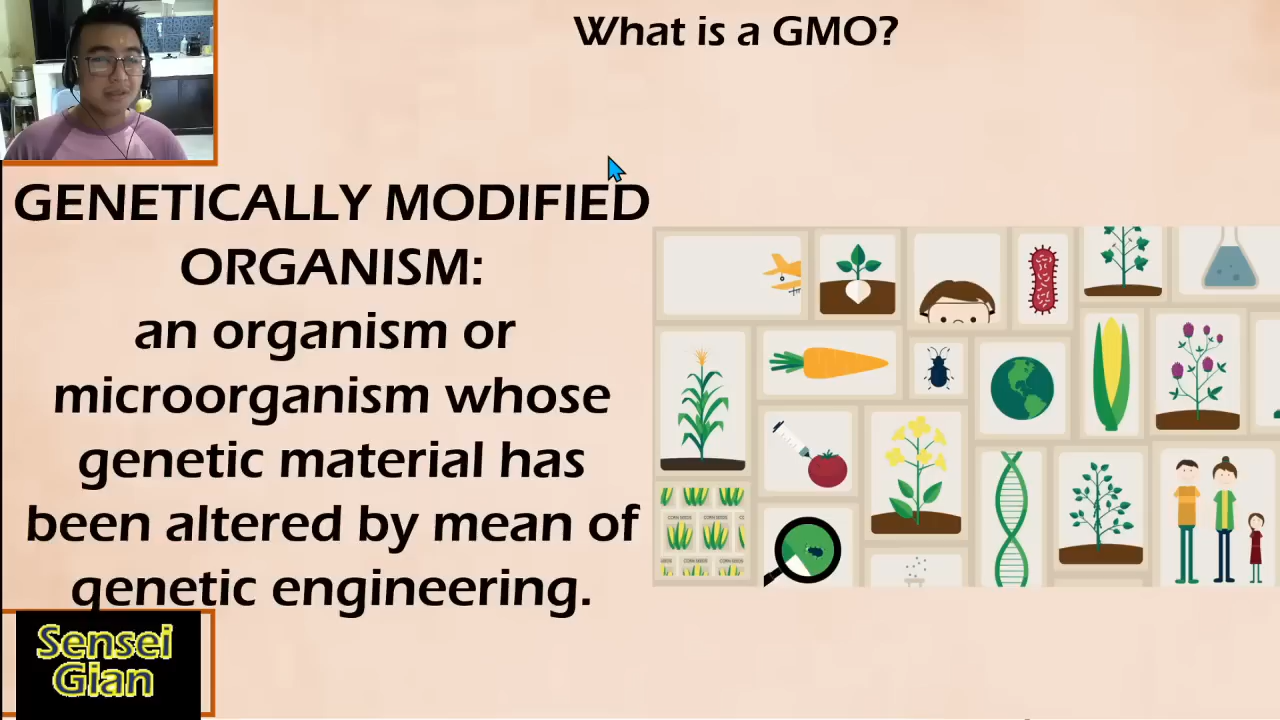 What is a GMO?
GENETICALLY MODIFIED
ORGANISM:
an organism or
microorganism whose
genetic material has
been altered by mean of
genetic engineering.
Sensei
Gian